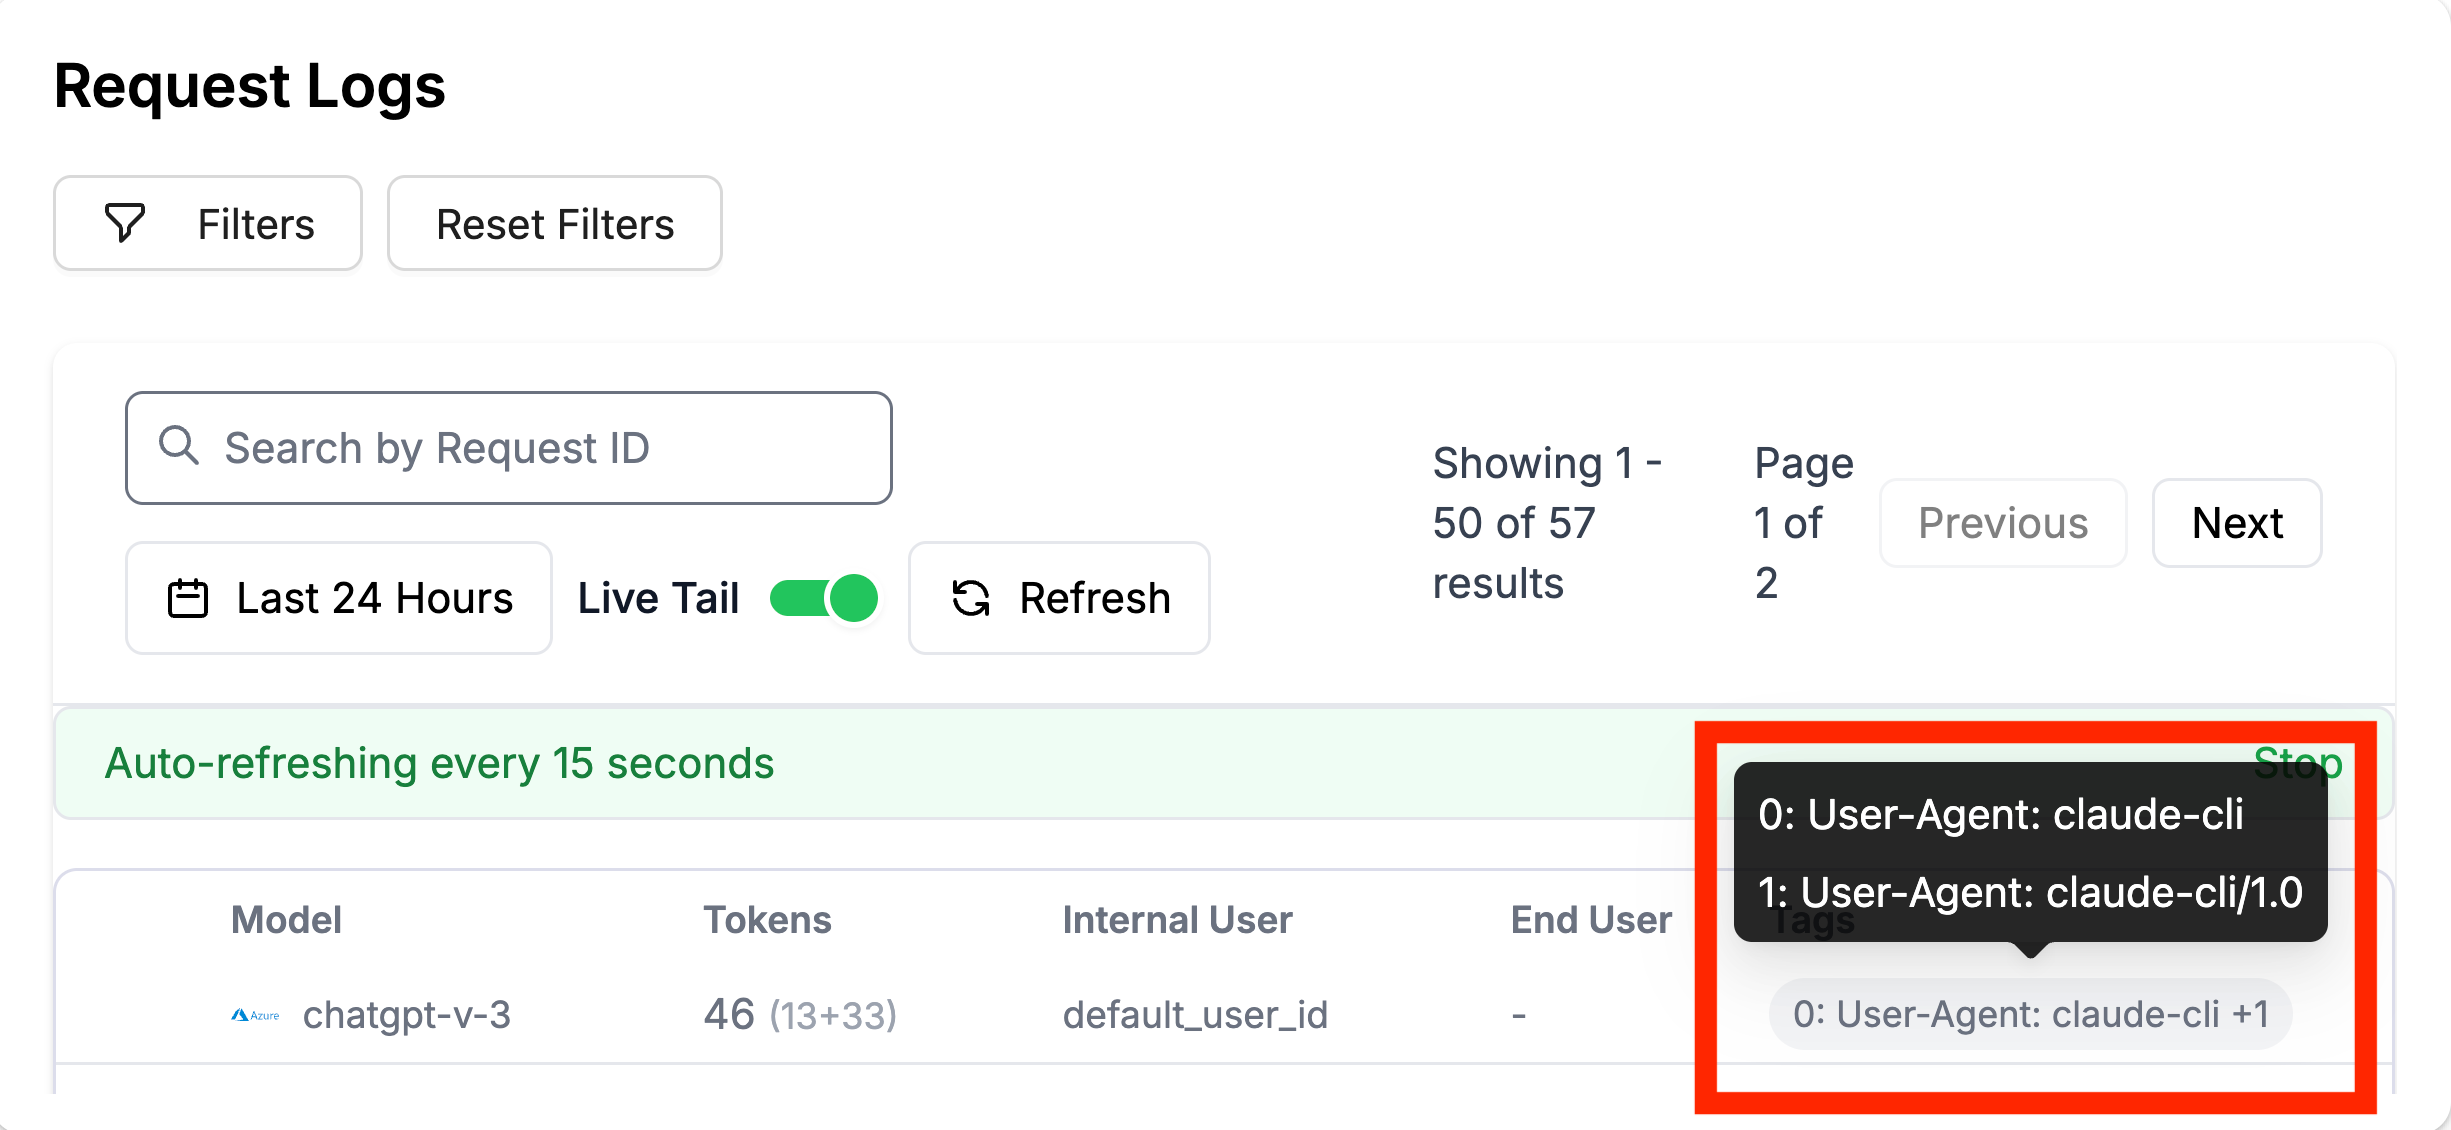 Request Logs
Filters
Reset Filters
Search by Request ID
Last 24 Hours
Live Tail
Refresh
Showing 1 -
50 of 57
results
Page
1 of
2
Previous
Next
Auto-refreshing every 15 seconds
Stop
0: User-Agent: claude-cli
1: User-Agent: claude-cli/1.0
Model Tokens Internal User End User Tags
Azure chatgpt-v-3 46 (13+33) default_user_id - 0: User-Agent: claude-cli +1